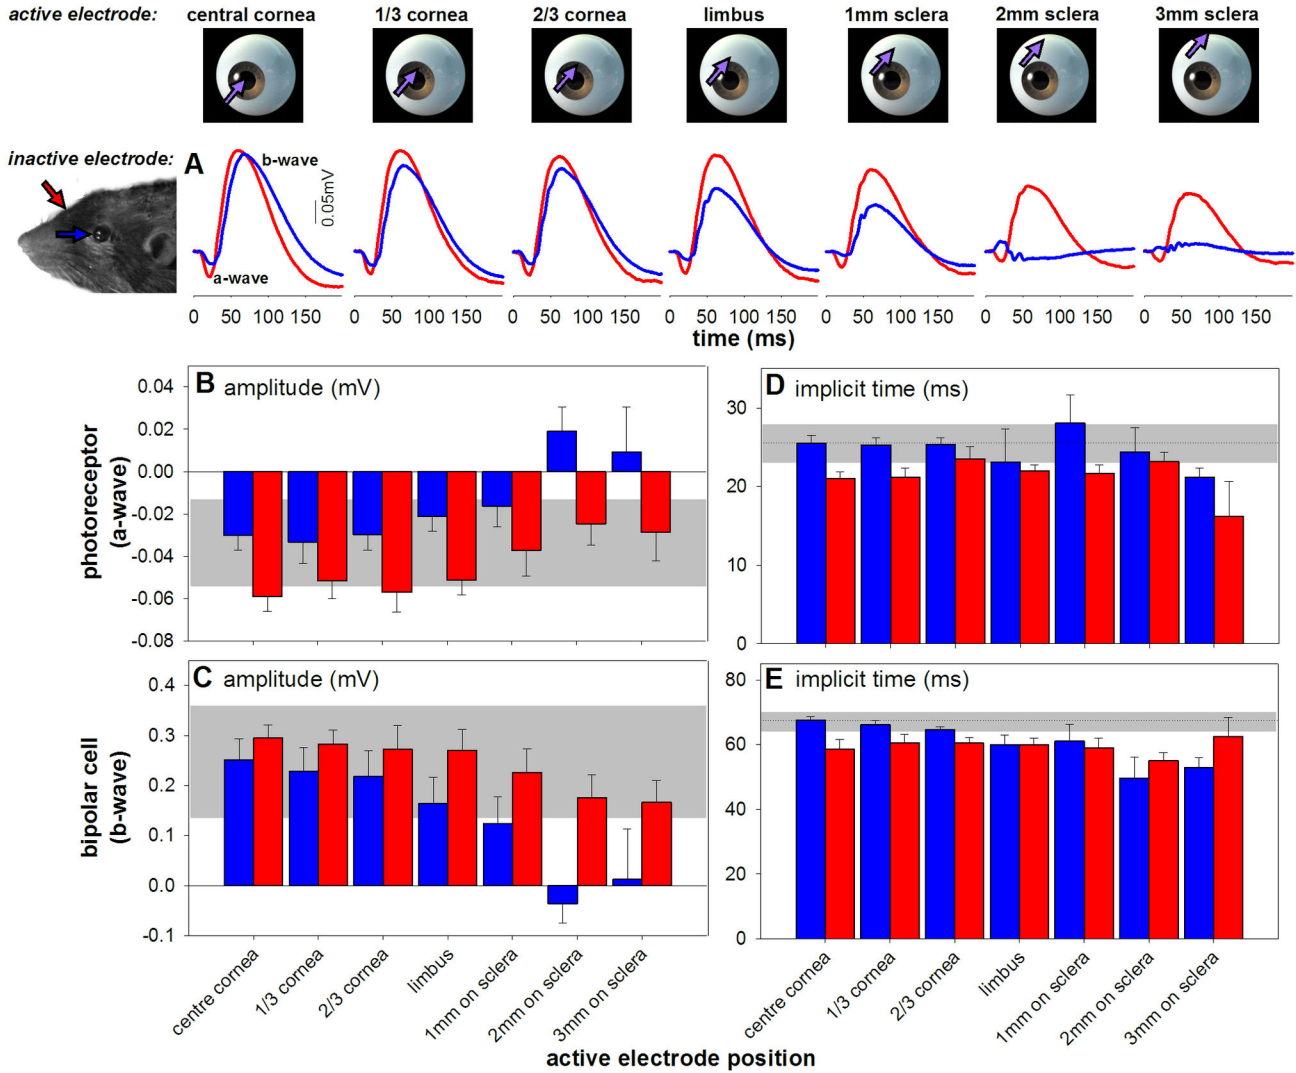 active electrode: central cornea 1/3 cornea 2/3 cornea limbus 1mm sclera 2mm sclera 3mm sclera
inactive electrode:
A
b-wave
0.05mV
a-wave
0 50 100 150 0 50 100 150 0 50 100 150 0 50 100 150 0 50 100 150 0 50 100 150 0 50 100 150
time (ms)
B amplitude (mV)
photoreceptor
(a-wave)
0.04
0.02
0.00
-0.02
-0.04
-0.06
-0.08
D implicit time (ms)
30
20
10
0
C amplitude (mV)
bipolar cell
(b-wave)
0.4
0.3
0.2
0.1
0.0
-0.1
E implicit time (ms)
80
60
40
20
0
centre cornea
1/3 cornea
2/3 cornea
limbus
1mm on sclera
2mm on sclera
3mm on sclera
centre cornea
1/3 cornea
2/3 cornea
limbus
1mm on sclera
2mm on sclera
3mm on sclera
active electrode position